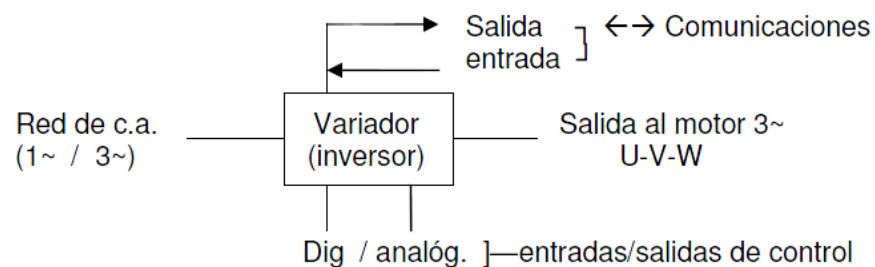 Salida ←→ Comunicaciones
entrada
Red de c.a.
(1~ / 3~)
Variador
(inversor)
Salida al motor 3~
U-V-W
Dig / analóg. ]—entradas/salidas de control